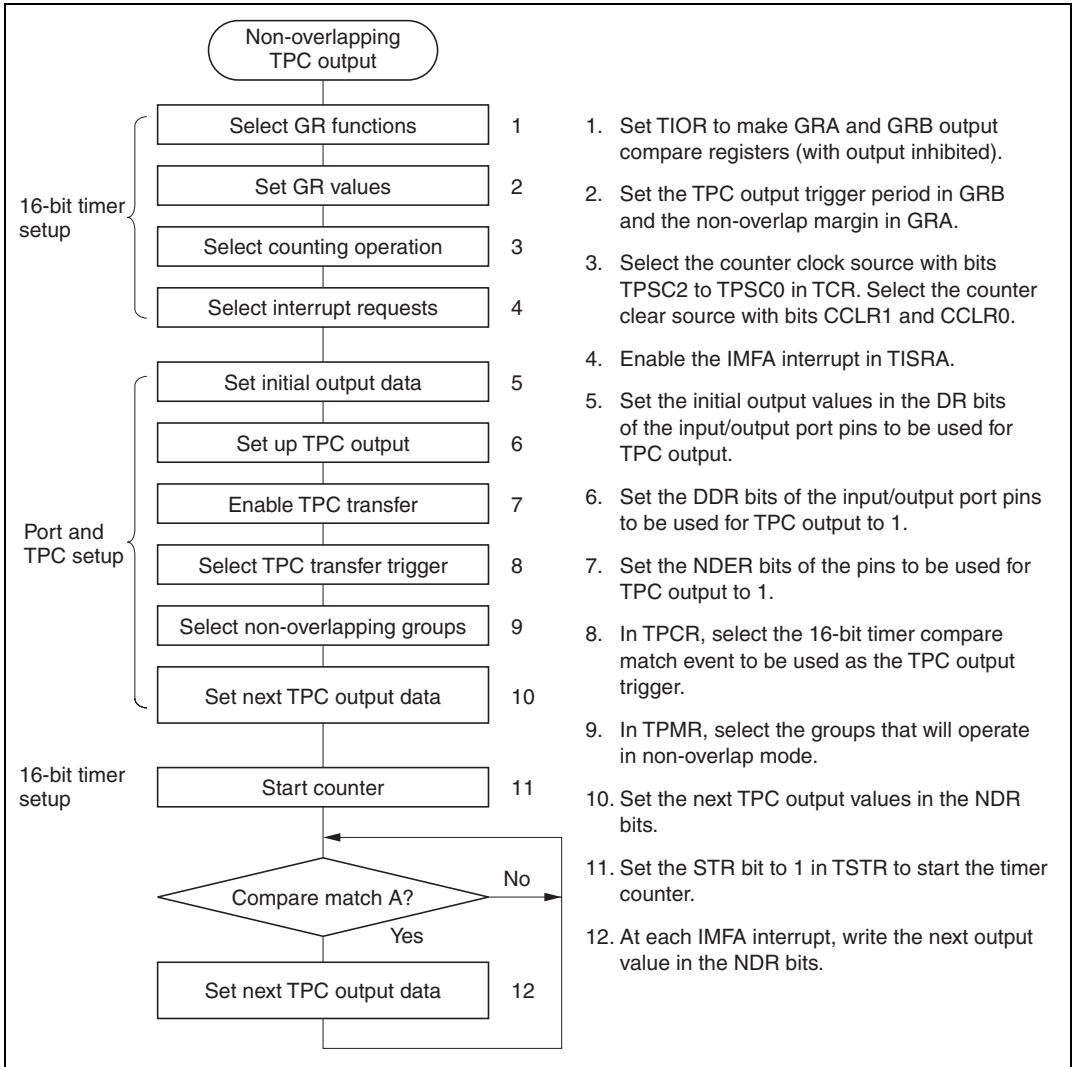 Non-overlapping
TPC output
16-bit timer
setup
Select GR functions
1
Set GR values
2
Select counting operation
3
Select interrupt requests
4
Port and
TPC setup
Set initial output data
5
Set up TPC output
6
Enable TPC transfer
7
Select TPC transfer trigger
8
Select non-overlapping groups
9
Set next TPC output data
10
16-bit timer
setup
Start counter
11
Compare match A?
No
Yes
Set next TPC output data
12
1. Set TIOR to make GRA and GRB output
compare registers (with output inhibited).
2. Set the TPC output trigger period in GRB
and the non-overlap margin in GRA.
3. Select the counter clock source with bits
TPSC2 to TPSC0 in TCR. Select the counter
clear source with bits CCLR1 and CCLR0.
4. Enable the IMFA interrupt in TISRA.
5. Set the initial output values in the DR bits
of the input/output port pins to be used for
TPC output.
6. Set the DDR bits of the input/output port pins
to be used for TPC output to 1.
7. Set the NDER bits of the pins to be used for
TPC output to 1.
8. In TPCR, select the 16-bit timer compare
match event to be used as the TPC output
trigger.
9. In TPMR, select the groups that will operate
in non-overlap mode.
10. Set the next TPC output values in the NDR
bits.
11. Set the STR bit to 1 in TSTR to start the timer
counter.
12. At each IMFA interrupt, write the next output
value in the NDR bits.